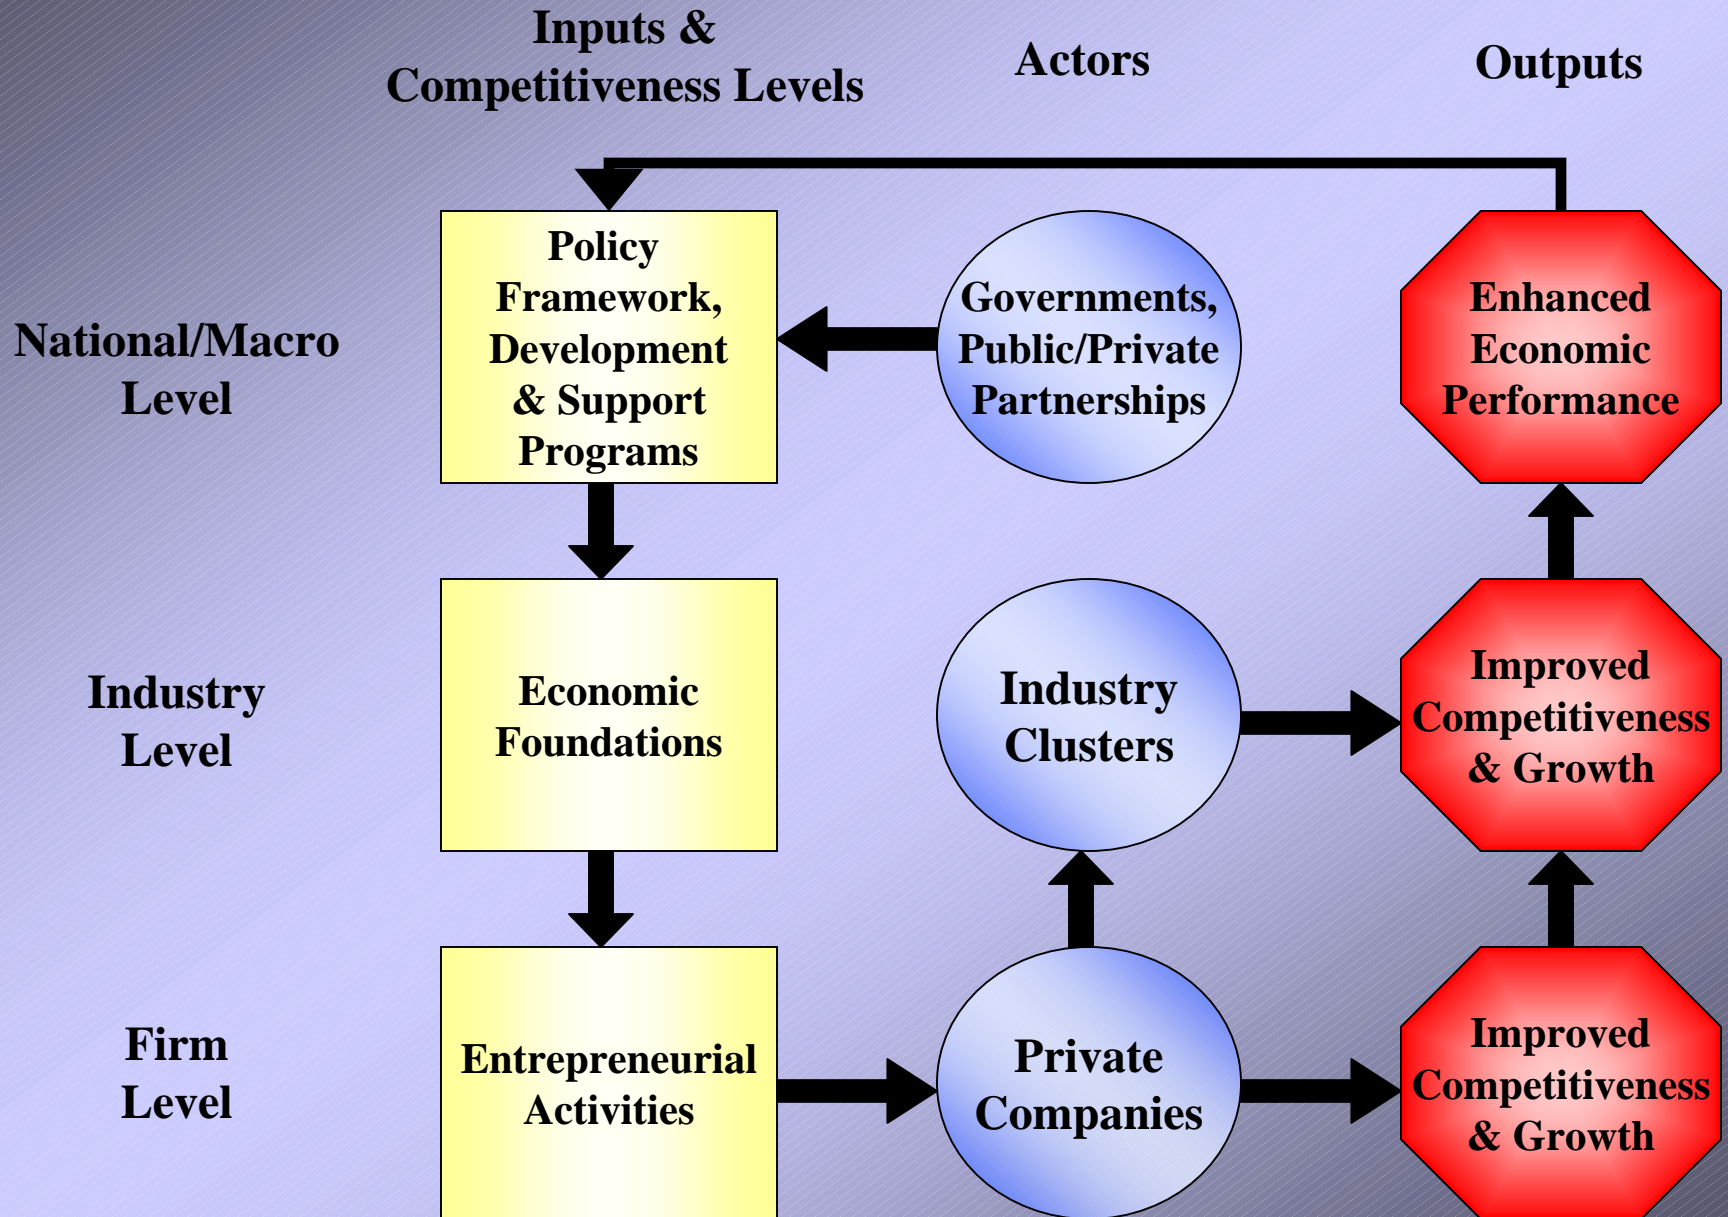 Inputs &
Competitiveness Levels
Actors
Outputs
National/Macro
Level
Policy
Framework,
Development
& Support
Programs
Governments,
Public/Private
Partnerships
Enhanced
Economic
Performance
Industry
Level
Economic
Foundations
Industry
Clusters
Improved
Competitiveness
& Growth
Firm
Level
Entrepreneurial
Activities
Private
Companies
Improved
Competitiveness
& Growth